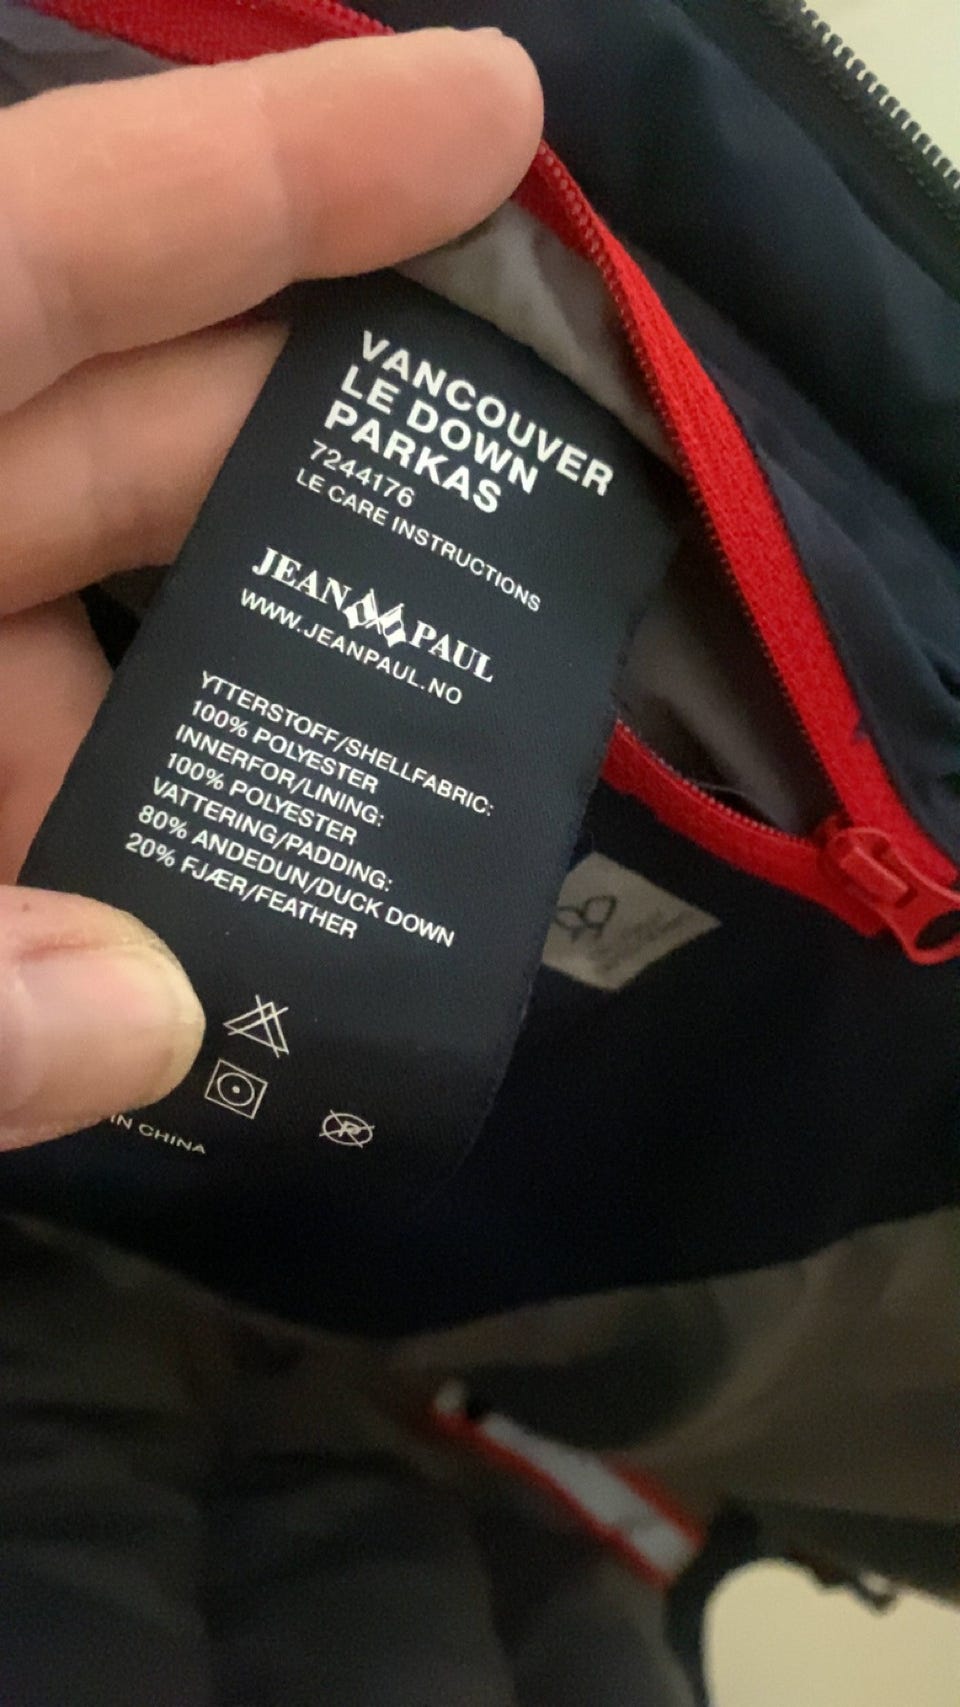 VANCOUVER
LE DOWN
PARKAS
7244176
LE CARE INSTRUCTIONS
JEAN PAUL
WWW.JEANPAUL.NO
YTTERSTOFF/SHELLFABRIC:
100% POLYESTER
INNERFOR/LINING:
100% POLYESTER
VATTERING/PADDING:
80% ANDEDUN/DUCK DOWN
20% FJÆR/FEATHER
P
IN CHINA